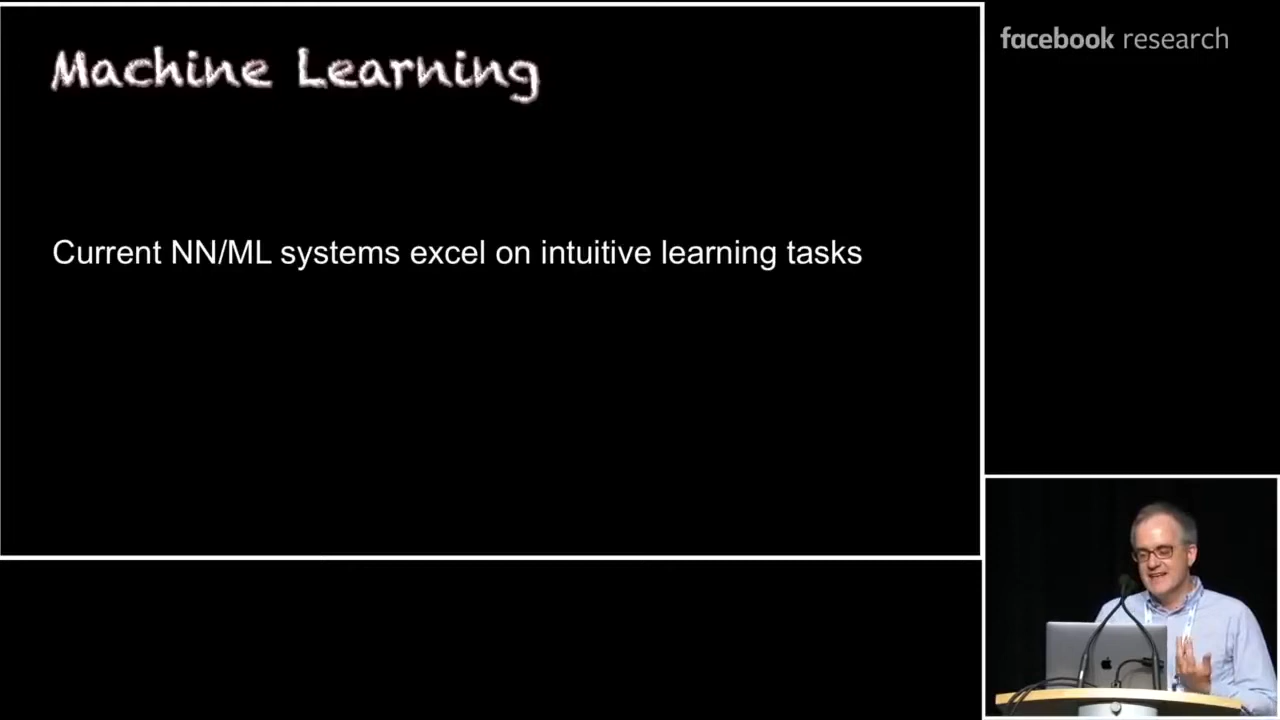 Machine Learning
facebook research
Current NN/ML systems excel on intuitive learning tasks